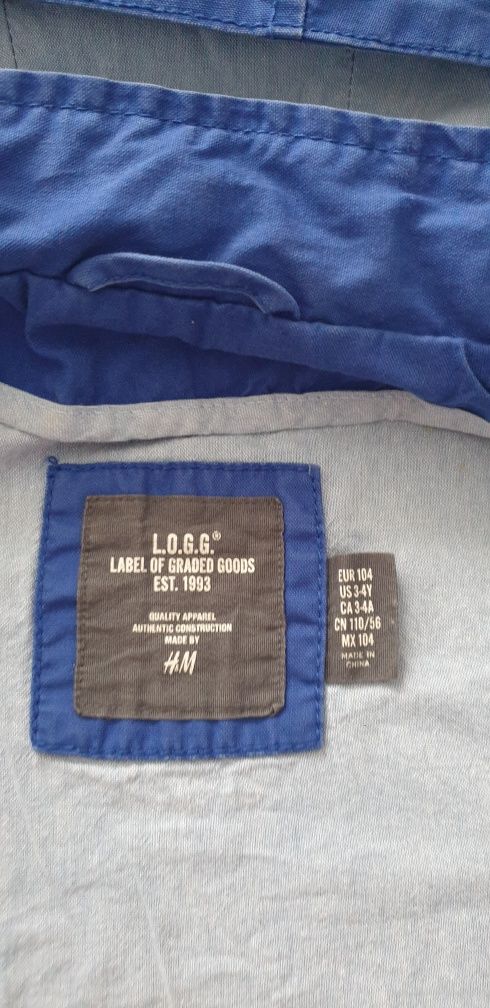 L.O.G.G.®
LABEL OF GRADED GOODS
EST. 1993
QUALITY APPAREL
AUTHENTIC CONSTRUCTION
MADE BY
H&M
EUR 104
US 3-4Y
CA 3-4A
CN 110/56
MX 104
MADE IN
CHINA